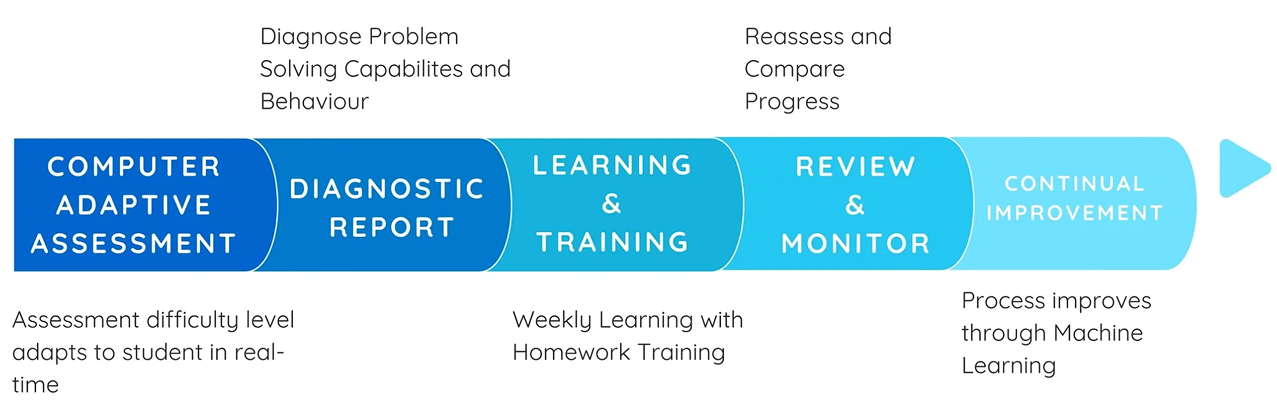 Diagnose Problem
Solving Capabilites and
Behaviour
Reassess and
Compare
Progress
COMPUTER
ADAPTIVE
ASSESSMENT
DIAGNOSTIC
REPORT
LEARNING
&
TRAINING
REVIEW
&
MONITOR
CONTINUAL
IMPROVEMENT
Assessment difficulty level
adapts to student in real-
time
Weekly Learning with
Homework Training
Process improves
through Machine
Learning